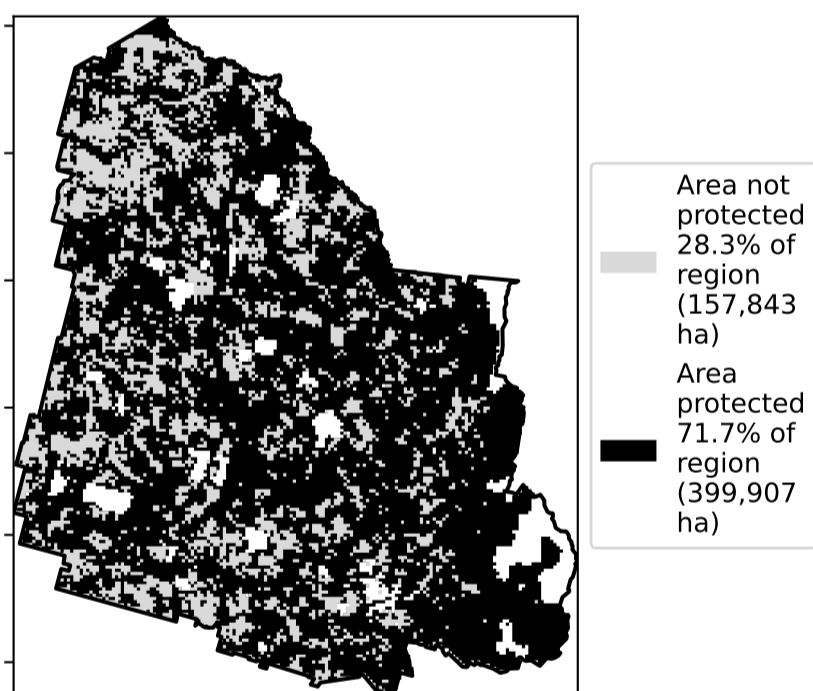 Area not
protected
28.3% of
region
(157,843
ha)
Area
protected
71.7% of
region
(399,907
ha)